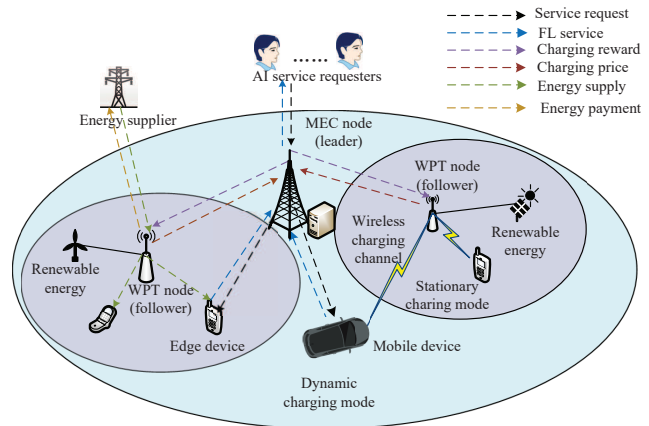 Service request
FL service
Charging reward
Charging price
Energy supply
Energy payment
AI service requesters
Energy supplier
MEC node
(leader)
WPT node
(follower)
Wireless
charging
channel
Renewable
energy
Renewable
energy
WPT node
(follower)
Stationary
charing mode
Edge device
Mobile device
Dynamic
charging mode